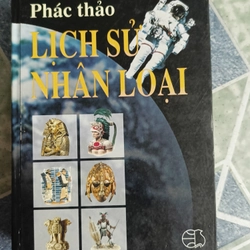 Phác thảo
LỊCH SỬ
NHÂN LOẠI